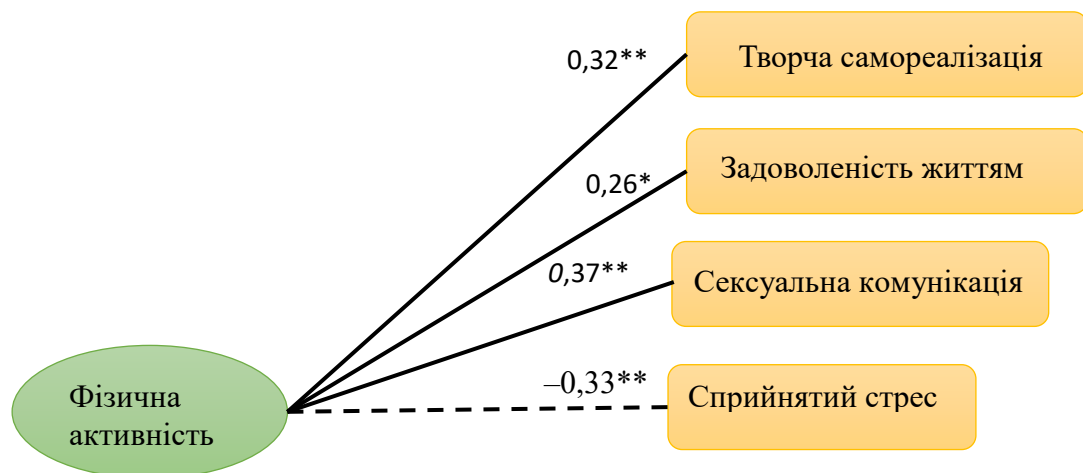 0,32**
Творча самореалізація
0,26*
Задоволеність життям
0,37**
Сексуальна комунікація
–0,33**
Сприйнятий стрес
Фізична
активність